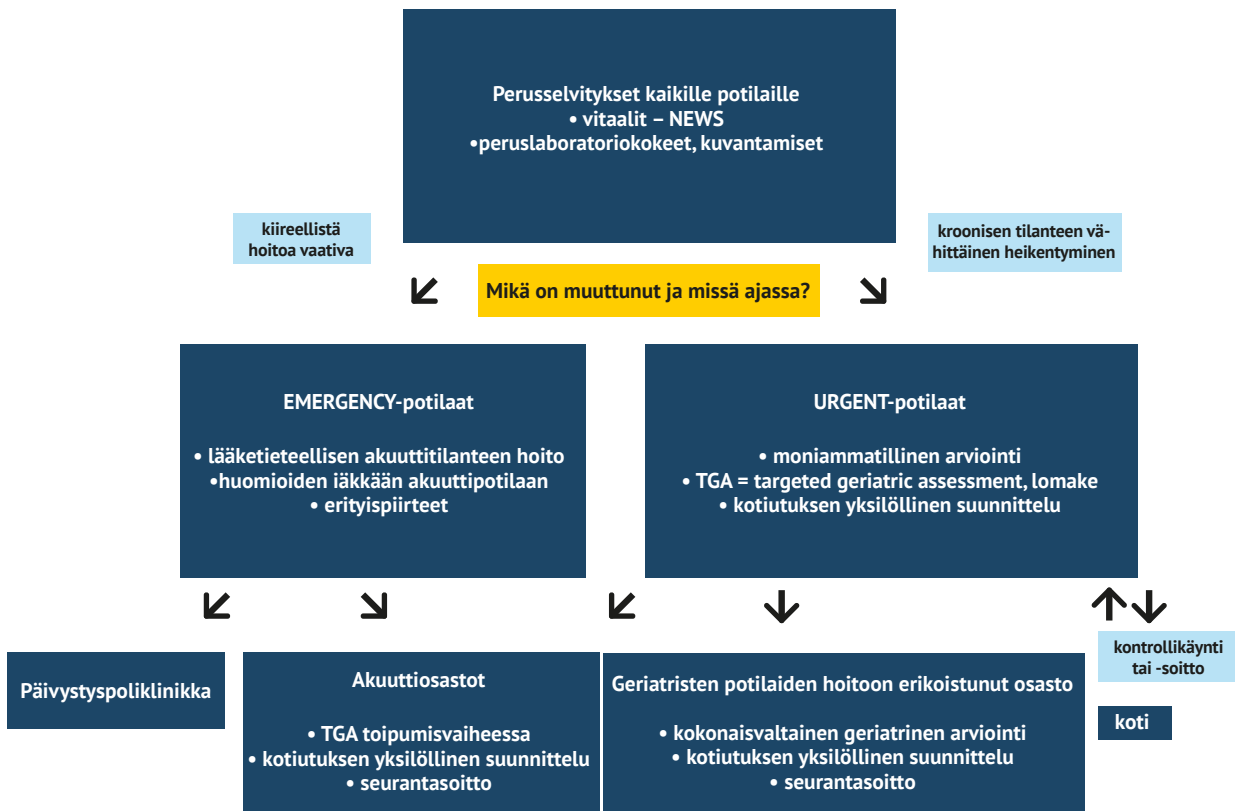 Perusselvitykset kaikille potilaille
• vitaalit – NEWS
•peruslaboratoriokokeet, kuvantamiset
kiireellistä
hoitoa vaativa
kroonisen tilanteen vä-
hittäinen heikentyminen
Mikä on muuttunut ja missä ajassa?
EMERGENCY-potilaat
• lääketieteellisen akuuttitilanteen hoito
•huomioiden iäkkään akuuttipotilaan
• erityispiirteet
URGENT-potilaat
• moniammatillinen arviointi
• TGA = targeted geriatric assessment, lomake
• kotiutuksen yksilöllinen suunnittelu
Päivystyspoliklinikka
Akuuttiosastot
• TGA toipumisvaiheessa
• kotiutuksen yksilöllinen suunnittelu
• seurantasoitto
Geriatristen potilaiden hoitoon erikoistunut osasto
• kokonaisvaltainen geriatrinen arviointi
• kotiutuksen yksilöllinen suunnittelu
• seurantasoitto
kontrollikäynti
tai -soitto
koti